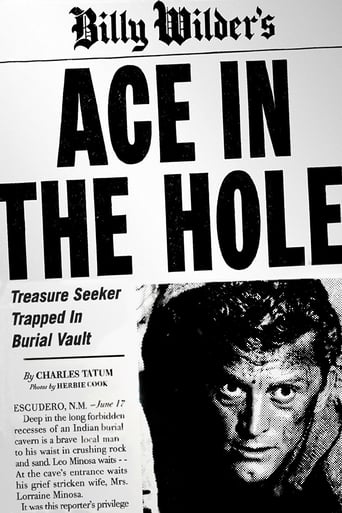 Billy Wilder's
ACE IN
THE HOLE
Treasure Seeker
Trapped In
Burial Vault
By CHARLES TATUM
Photos by HERBIE COOK
ESCUDERO, N.M. – June 17
Deep in the long forbidden
recesses of an Indian burial
cavern is a brave local man
to his waist in crushing rock
and sand. Leo Minosa waits - -
At the cave's entrance waits
his grief stricken wife, Mrs.
Lorraine Minosa.
It was this reporter's privilege